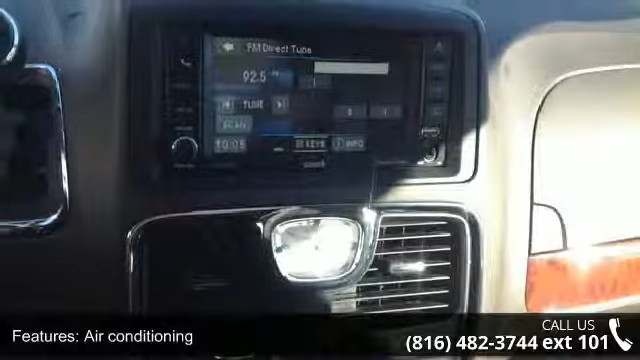 FM Direct Tune
92.5
TUNE
SCAN
10:05
KEYS
INFO
Features: Air conditioning
CALL US
(816) 482-3744 ext 101